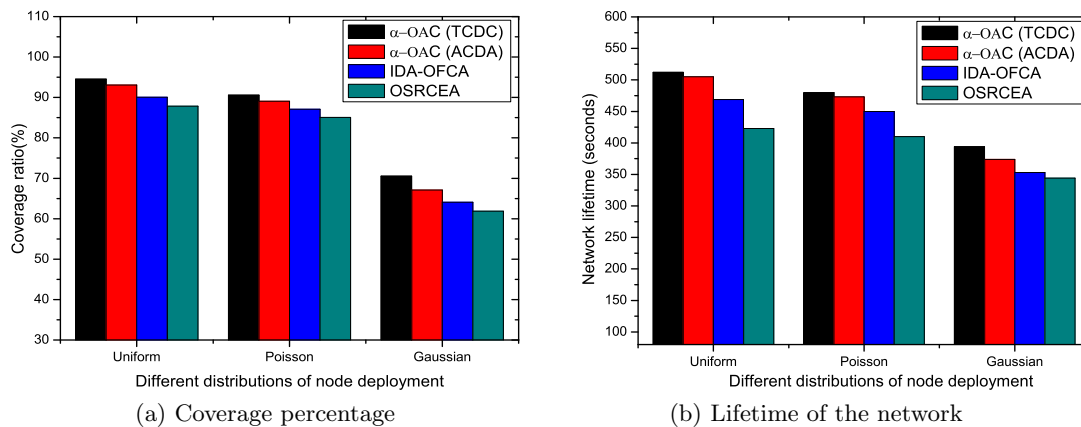 110
100
90
80
70
60
50
40
30
Coverage ratio(%)
α–OAC (TCDC)
α–OAC (ACDA)
IDA-OFCA
OSRCEA
Uniform
Poisson
Gaussian
Different distributions of node deployment
(a) Coverage percentage
600
550
500
450
400
350
300
250
200
150
100
Network lifetime (seconds)
α–OAC (TCDC)
α–OAC (ACDA)
IDA-OFCA
OSRCEA
Uniform
Poisson
Gaussian
Different distributions of node deployment
(b) Lifetime of the network